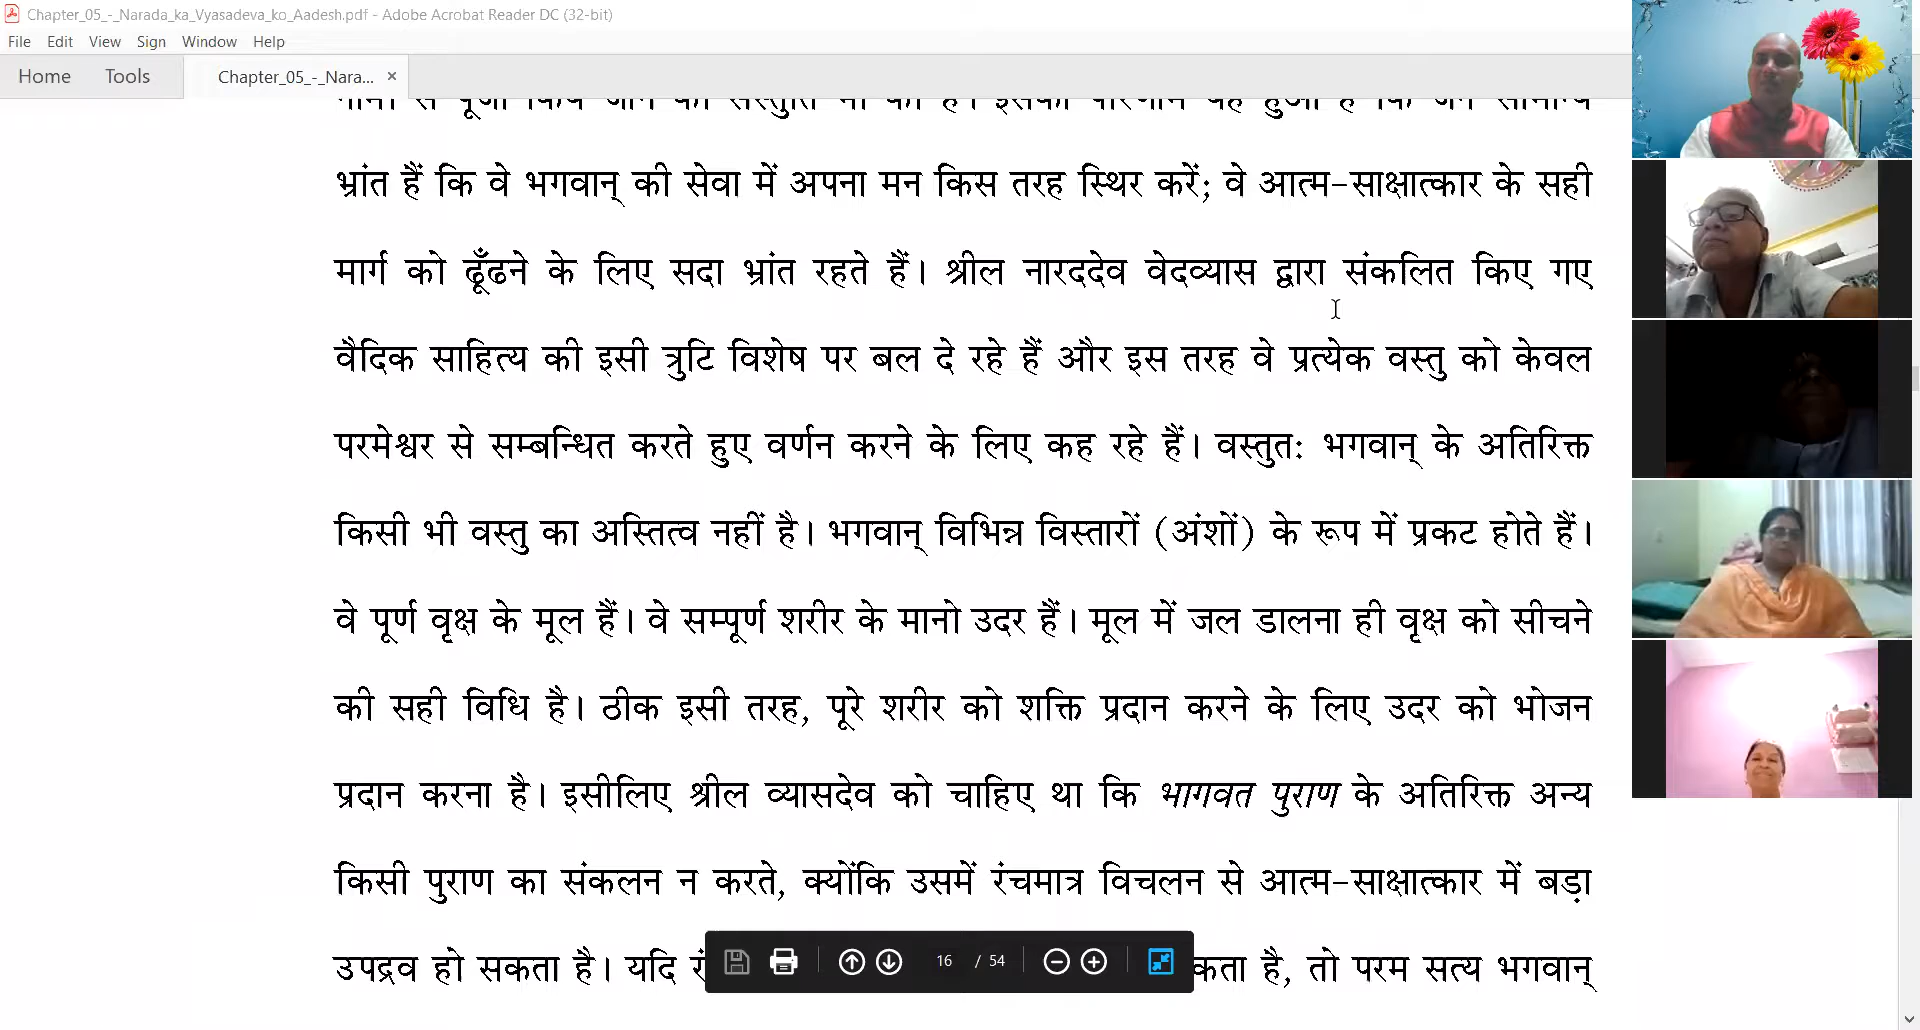 Chapter_05_-_Narada_ka_Vyasadeva_ko_Aadesh.pdf - Adobe Acrobat Reader DC (32-bit)
File Edit View Sign Window Help
Home Tools Chapter_05_-_Nara... ×
भ्रांत हैं कि वे भगवान् की सेवा में अपना मन किस तरह स्थिर करें; वे आत्म-साक्षात्कार के सही
मार्ग को ढूँढने के लिए सदा भ्रांत रहते हैं। श्रील नारददेव वेदव्यास द्वारा संकलित किए गए
वैदिक साहित्य की इसी त्रुटि विशेष पर बल दे रहे हैं और इस तरह वे प्रत्येक वस्तु को केवल
परमेश्वर से सम्बन्धित करते हुए वर्णन करने के लिए कह रहे हैं। वस्तुतः भगवान् के अतिरिक्त
किसी भी वस्तु का अस्तित्व नहीं है। भगवान् विभिन्न विस्तारों (अंशों) के रूप में प्रकट होते हैं।
वे पूर्ण वृक्ष के मूल हैं। वे सम्पूर्ण शरीर के मानो उदर हैं। मूल में जल डालना ही वृक्ष को सीचने
की सही विधि है। ठीक इसी तरह, पूरे शरीर को शक्ति प्रदान करने के लिए उदर को भोजन
प्रदान करना है। इसीलिए श्रील व्यासदेव को चाहिए था कि भागवत पुराण के अतिरिक्त अन्य
किसी पुराण का संकलन न करते, क्योंकि उसमें रंचमात्र विचलन से आत्म-साक्षात्कार में बड़ा
उपद्रव हो सकता है। यदि कता है, तो परम सत्य भगवान्
16 / 54